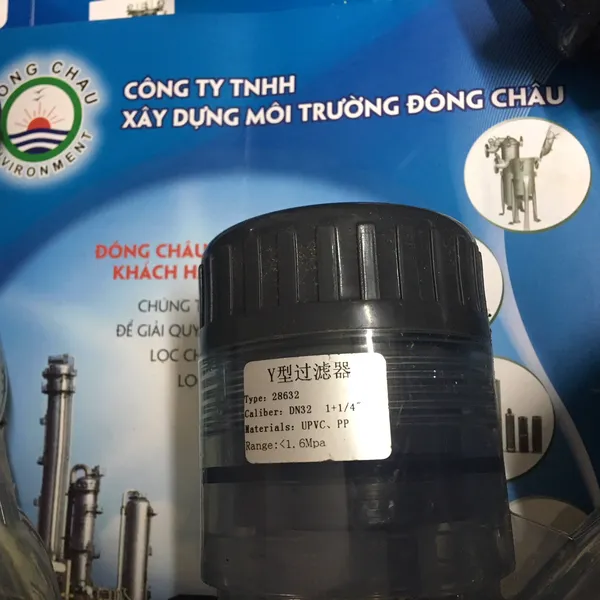 ĐÔNG CHAU
ENVIRONMENT
CÔNG TY TNHH
XÂY DỰNG MÔI TRƯỜNG ĐÔNG CHÂU
ĐÔNG CHÂU
KHÁCH H
CHÚNG T
ĐỂ GIẢI QUY
LỌC CH
LO
Y型过滤器
Type: 28632
Caliber: DN32 1+1/4"
Materials: UPVC、PP
Range:<1.6Mpa